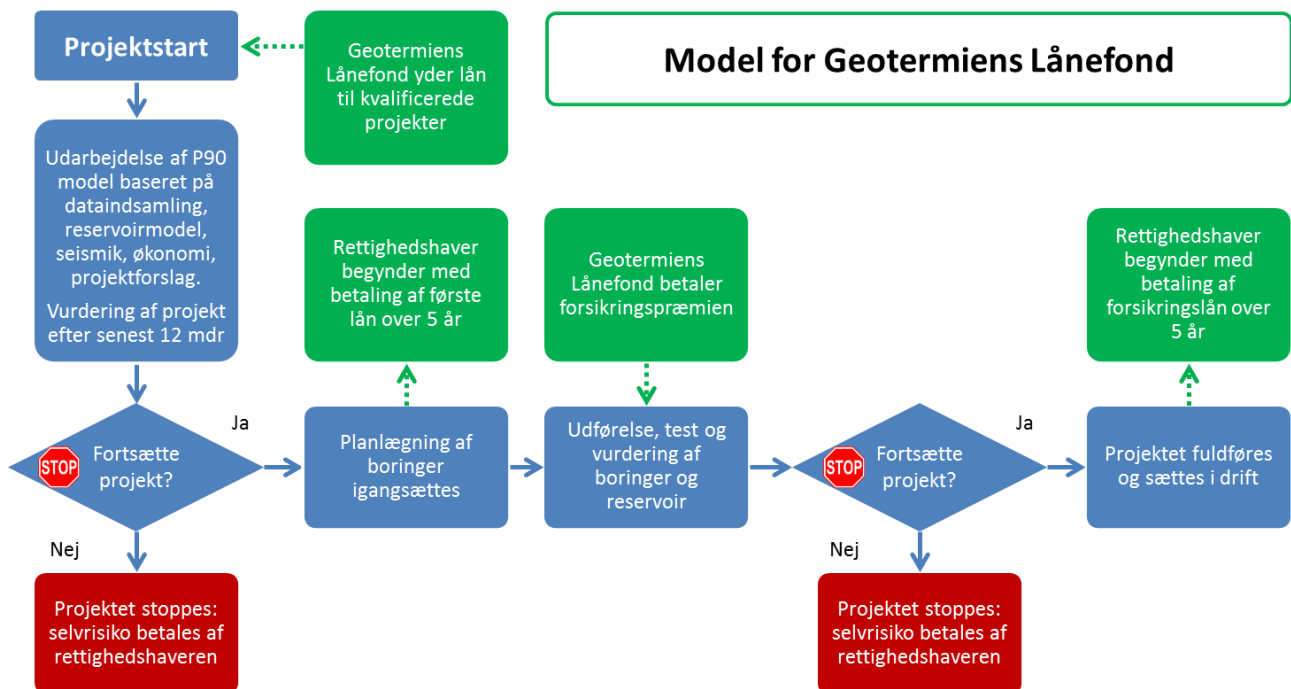 Projektstart
Geotermiens
Lånefond yder lån
til kvalificerede
projekter
Model for Geotermiens Lånefond
Udarbejdelse af P90
model baseret på
dataindsamling,
reservoirmodel,
seismik, økonomi,
projektforslag.
Vurdering af projekt
efter senest 12 mdr
Rettighedshaver
begynder med
betaling af første
lån over 5 år
Geotermiens
Lånefond betaler
forsikringspræmien
Rettighedshaver
begynder med
betaling af
forsikringslån over
5 år
STOP
Fortsætte
projekt?
Ja
Planlægning af
boringer
igangsættes
Udførelse, test og
vurdering af
boringer og
reservoir
STOP
Fortsætte
projekt?
Ja
Projektet fuldføres
og sættes i drift
Nej
Projektet stoppes:
selvrisiko betales af
rettighedshaveren
Nej
Projektet stoppes:
selvrisiko betales af
rettighedshaveren